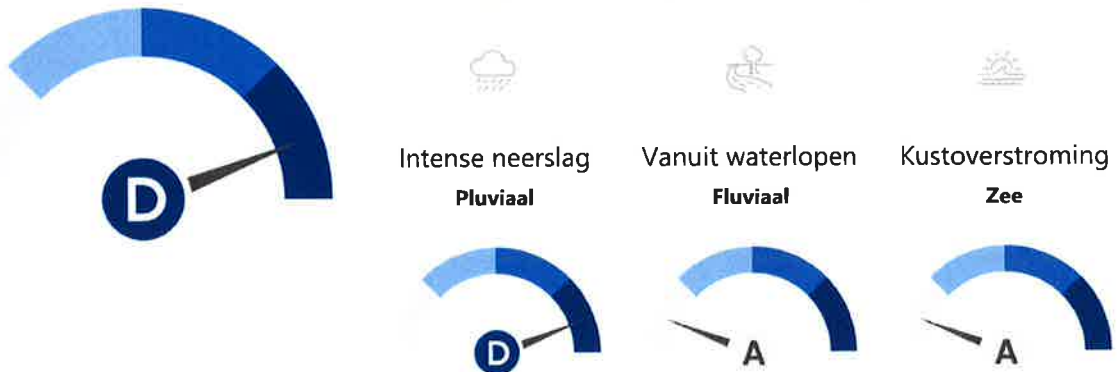 D
Intense neerslag
Pluviaal
D
Vanuit waterlopen
Fluviaal
A
Kustoverstroming
Zee
A